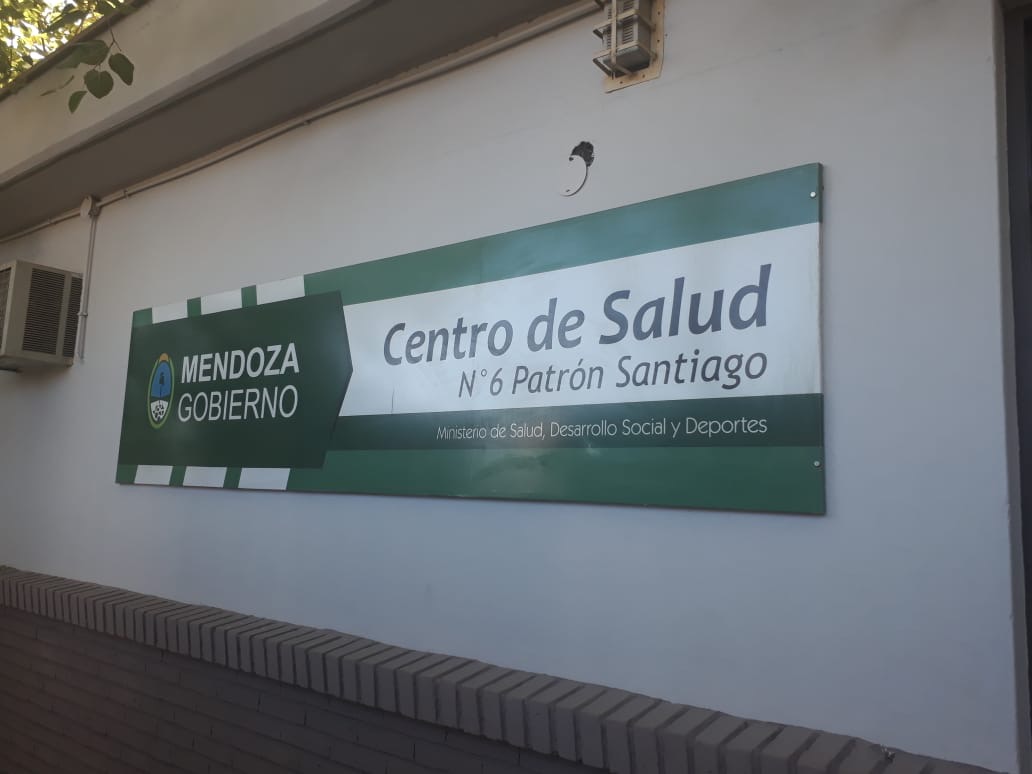 MENDOZA
GOBIERNO
Centro de Salud
N°6 Patrón Santiago
Ministerio de Salud, Desarrollo Social y Deportes